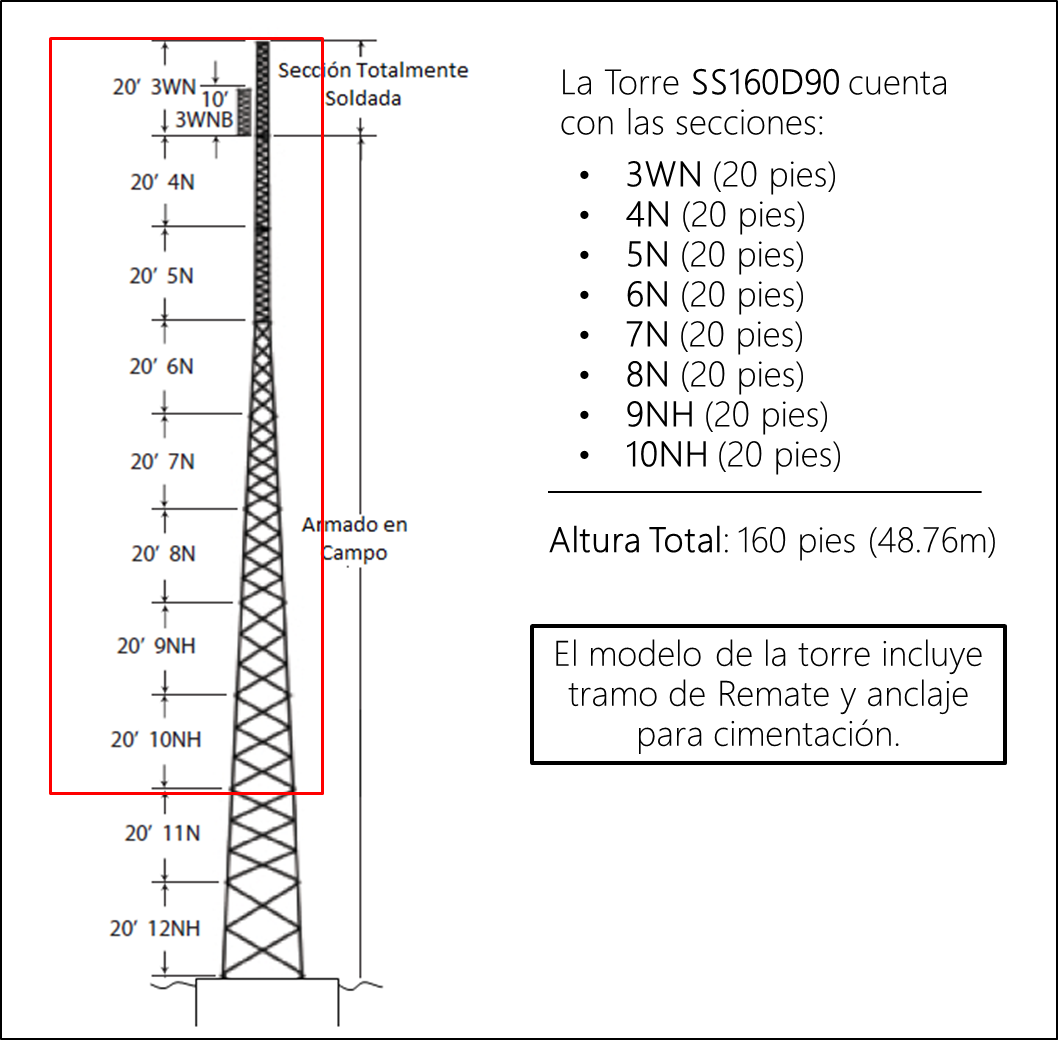 20’ 3WN
10’
3WNB
Sección Totalmente
Soldada
20’ 4N
20’ 5N
20’ 6N
20’ 7N
Armado en
Campo
20’ 8N
20’ 9NH
20’ 10NH
20’ 11N
20’ 12NH
La Torre SS160D90 cuenta
con las secciones:
• 3WN (20 pies)
• 4N (20 pies)
• 5N (20 pies)
• 6N (20 pies)
• 7N (20 pies)
• 8N (20 pies)
• 9NH (20 pies)
• 10NH (20 pies)
Altura Total: 160 pies (48.76m)
El modelo de la torre incluye
tramo de Remate y anclaje
para cimentación.